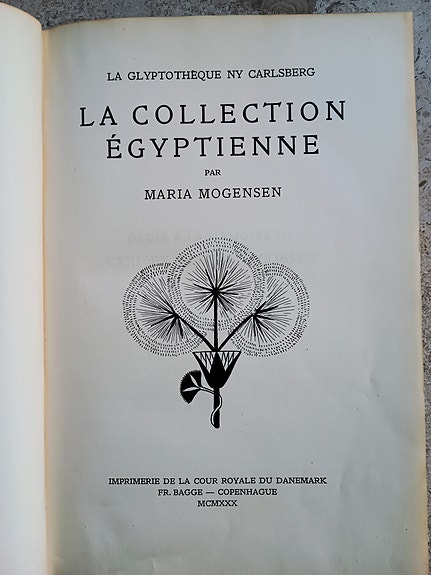 LA GLYPTOTHÈQUE NY CARLSBERG
LA COLLECTION
ÉGYPTIENNE
PAR
MARIA MOGENSEN
IMPRIMERIE DE LA COUR ROYALE DU DANEMARK
FR. BAGGE — COPENHAGUE
MCMXXX